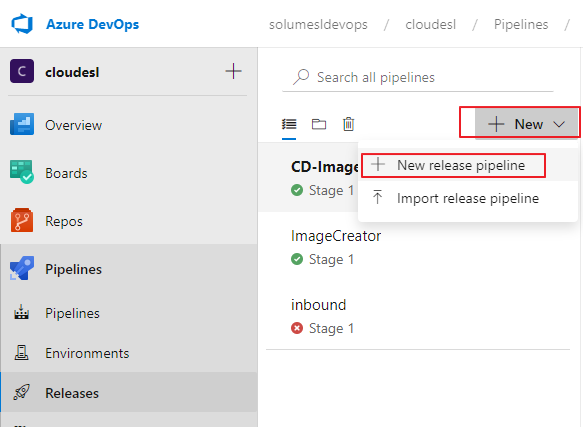 Azure DevOps
solumesldevops / cloudesl / Pipelines /
C cloudesl
Search all pipelines
Overview
New
Boards
CD-Image
New release pipeline
Stage 1
Import release pipeline
Repos
ImageCreator
Stage 1
Pipelines
inbound
Stage 1
Pipelines
Environments
Releases